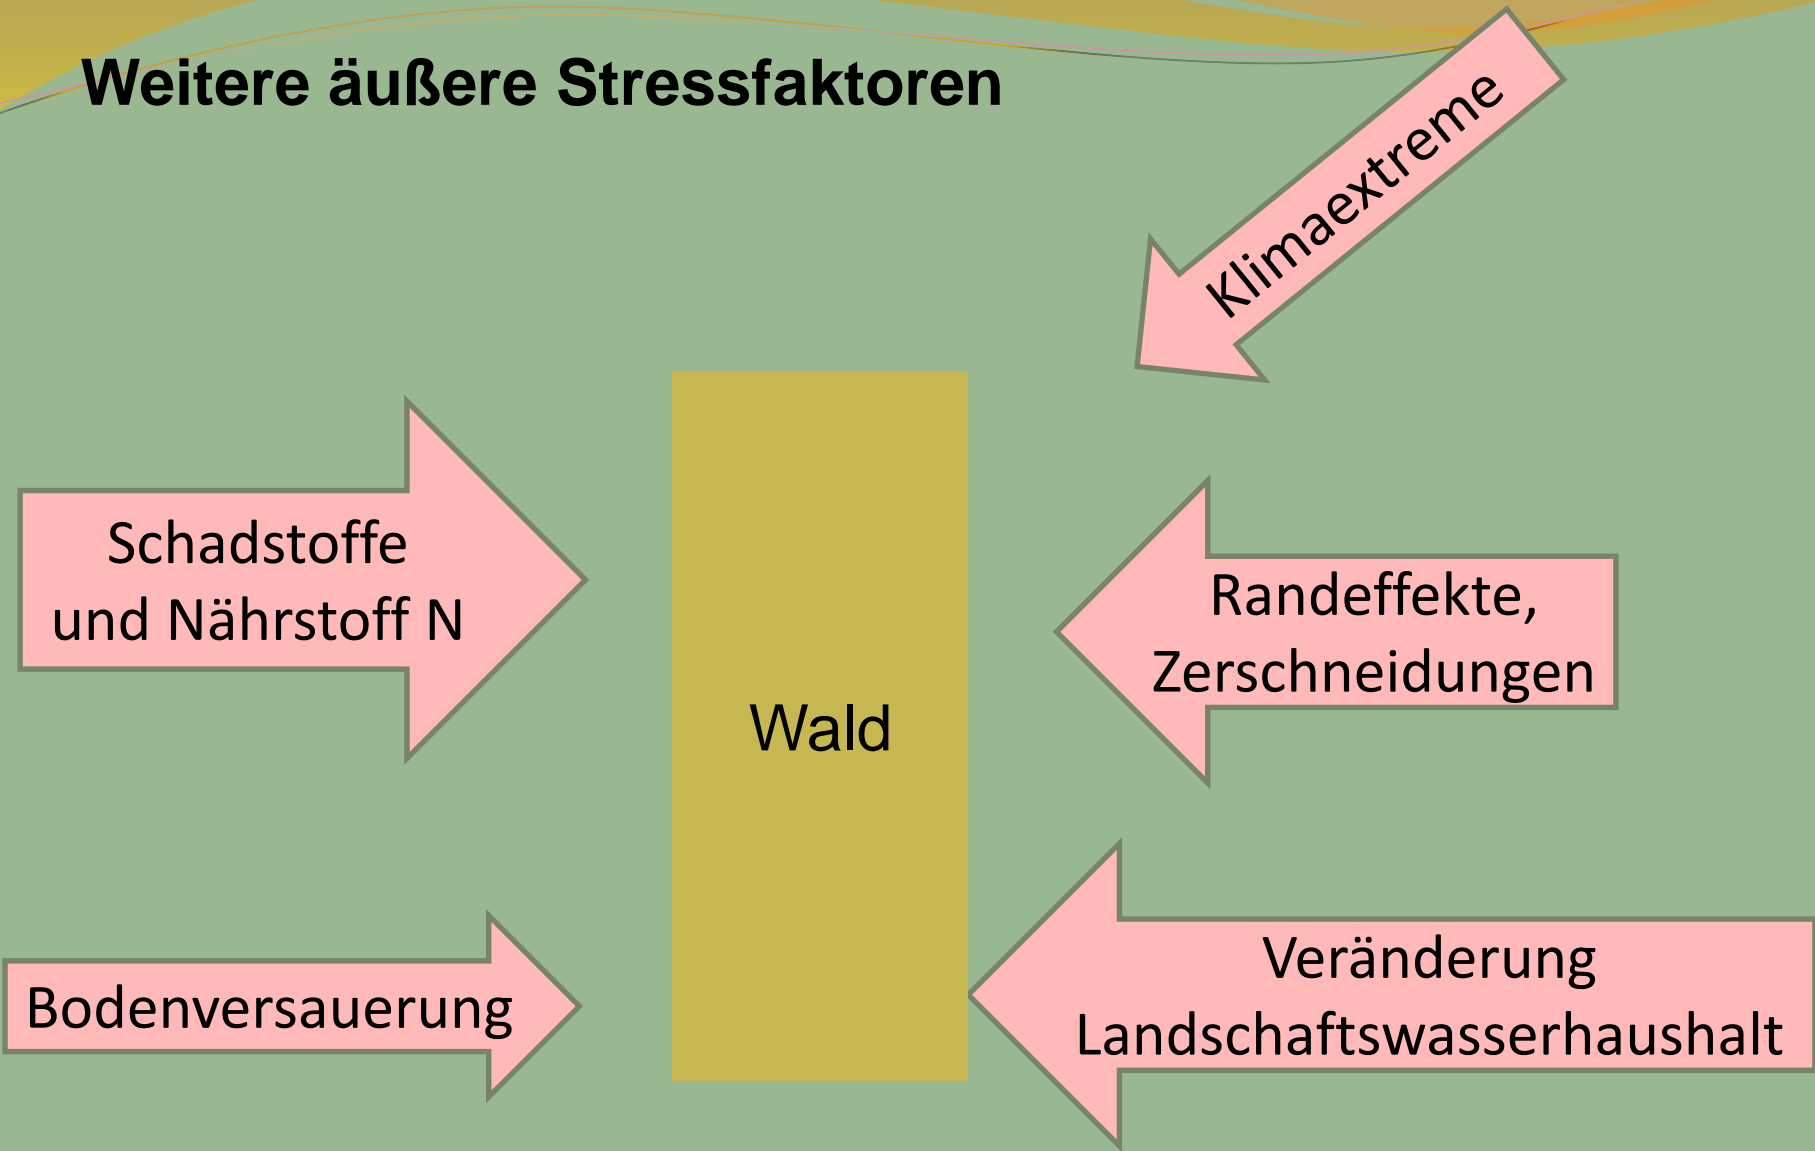 Weitere äußere Stressfaktoren
Klimaextreme
Schadstoffe
und Nährstoff N
Randeffekte,
Zerschneidungen
Wald
Bodenversauerung
Veränderung
Landschaftswasserhaushalt